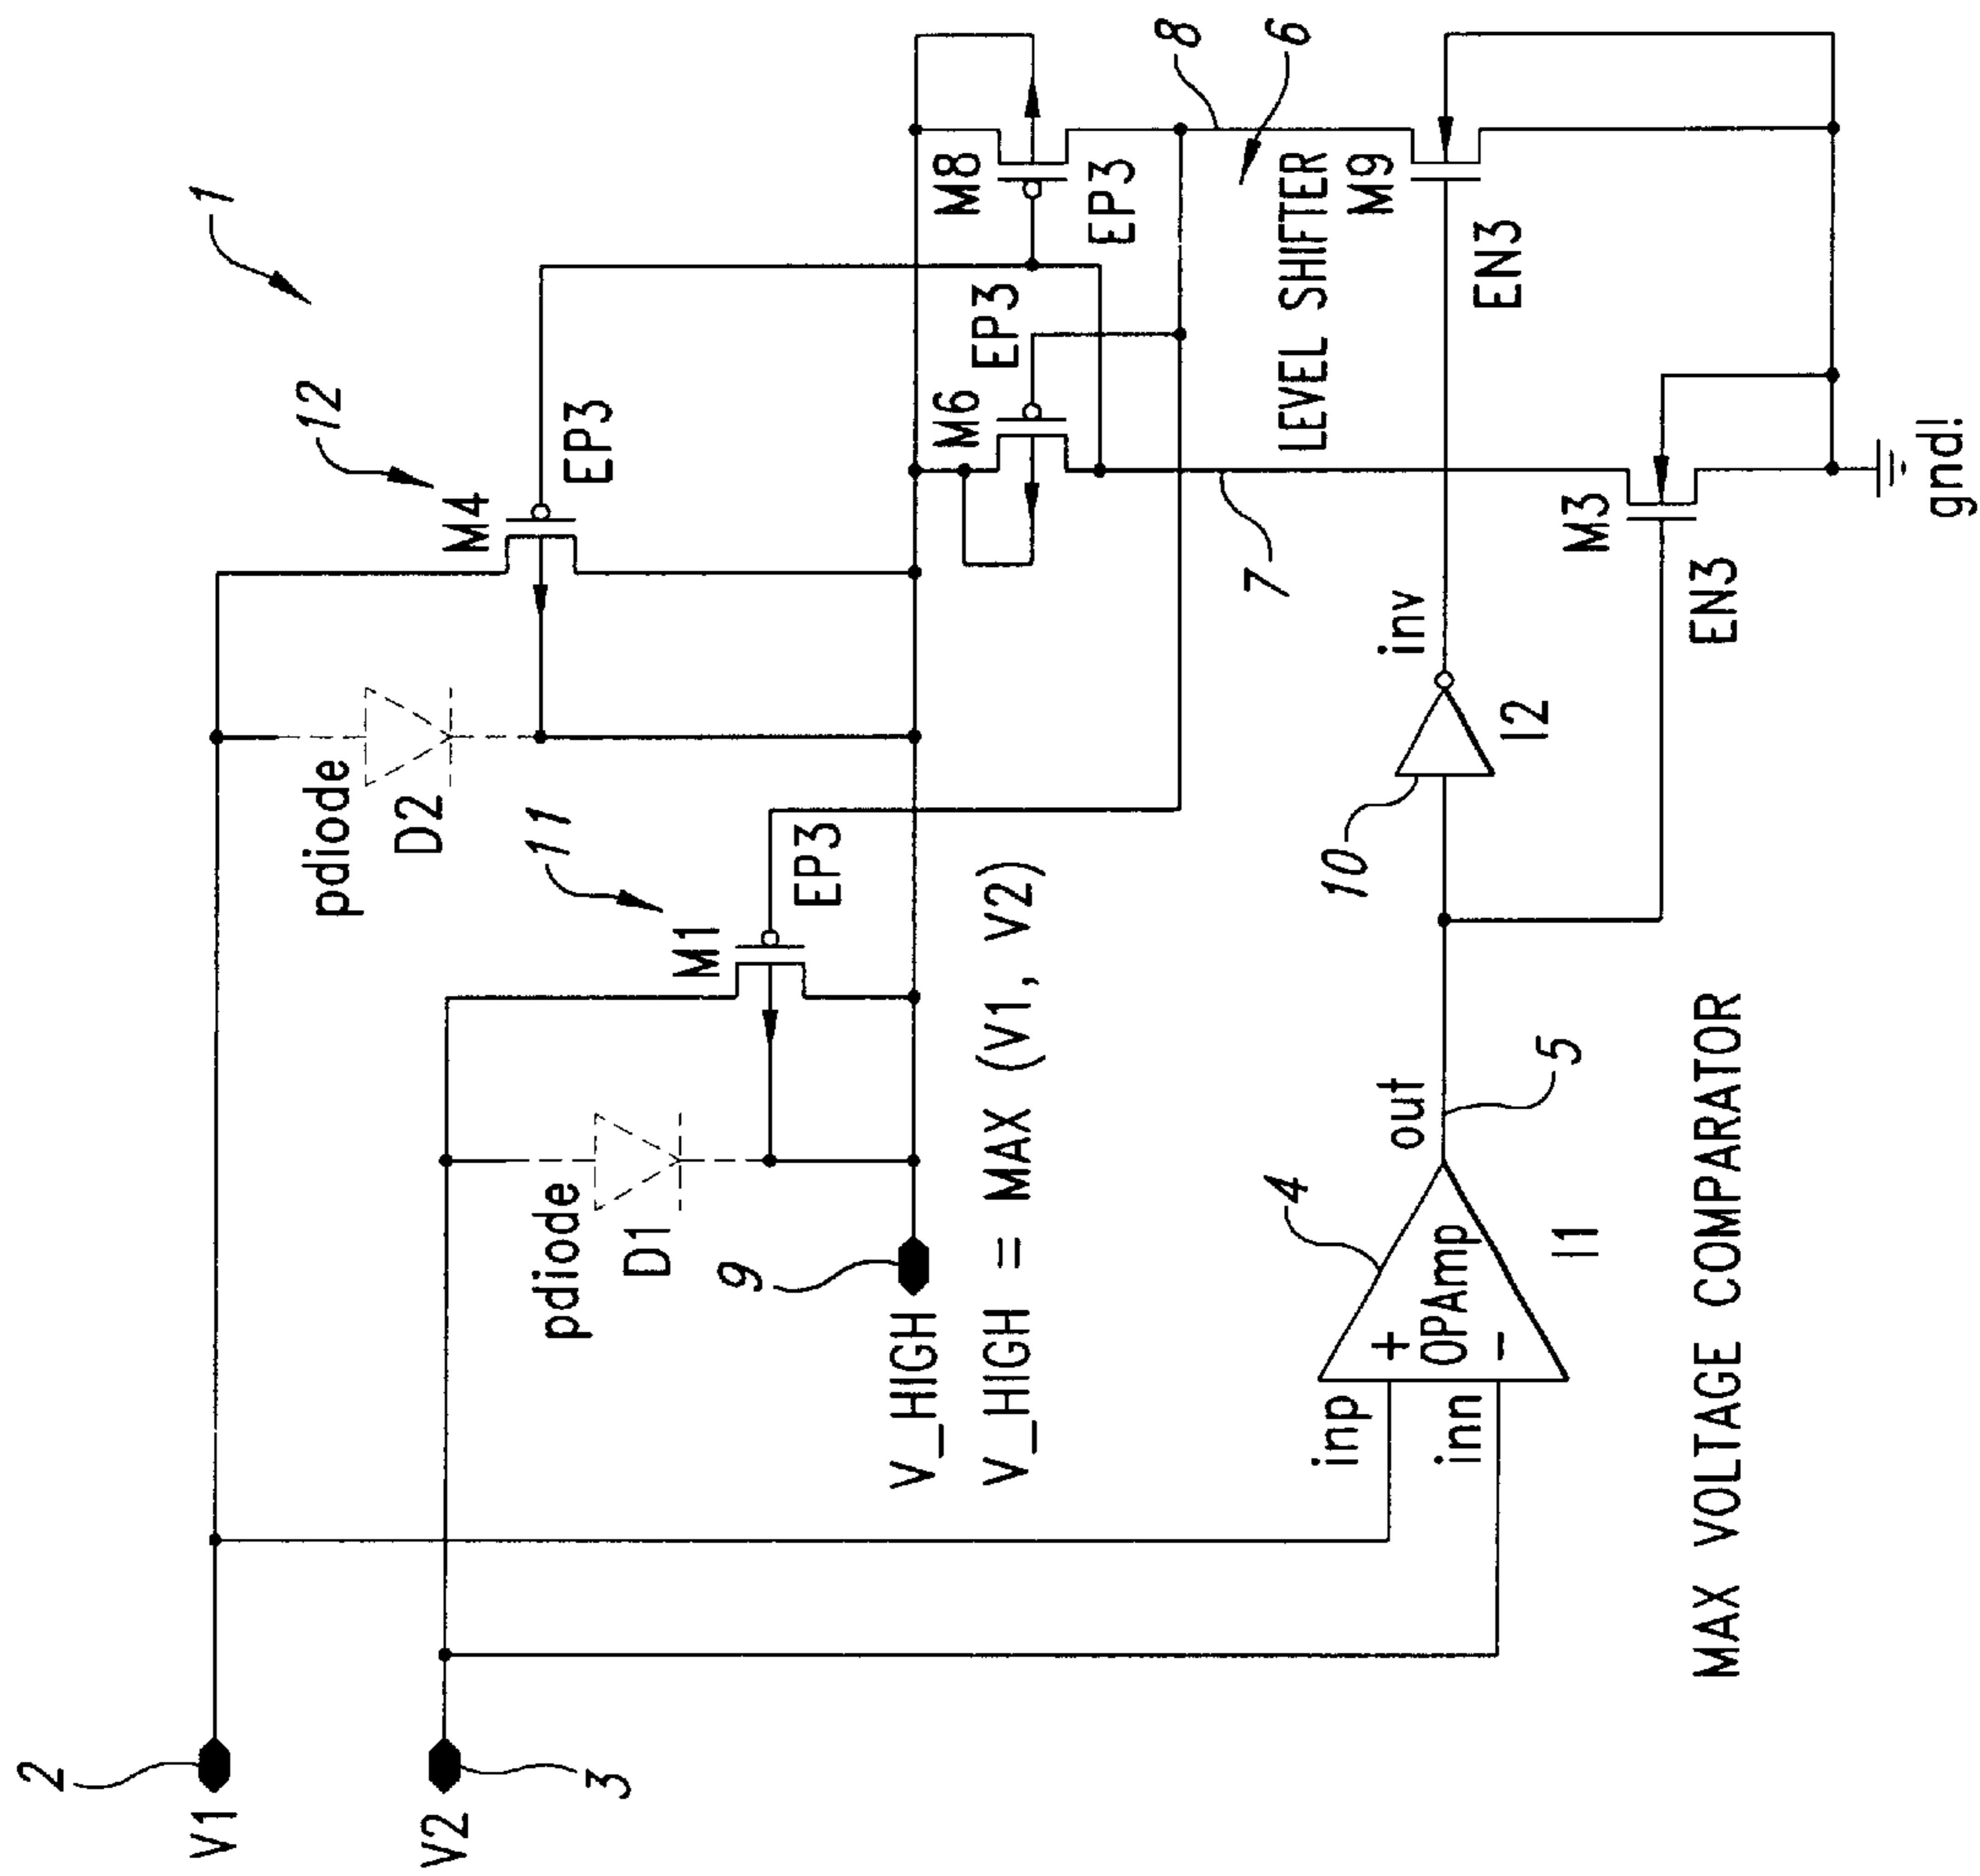 1
12
M4
EP3
pdiode
D2
11
M1
EP3
pdiode
D1
9
V_HIGH
V_HIGH = MAX (V1, V2)
M8
EP3
M6
EP3
8
6
LEVEL SHIFTER
7
M9
EN3
M3
EN3
gnd!
inv
I2
10
out
5
4
OPAmp
+
-
I1
inp
inn
2
V1
V2
3
MAX VOLTAGE COMPARATOR